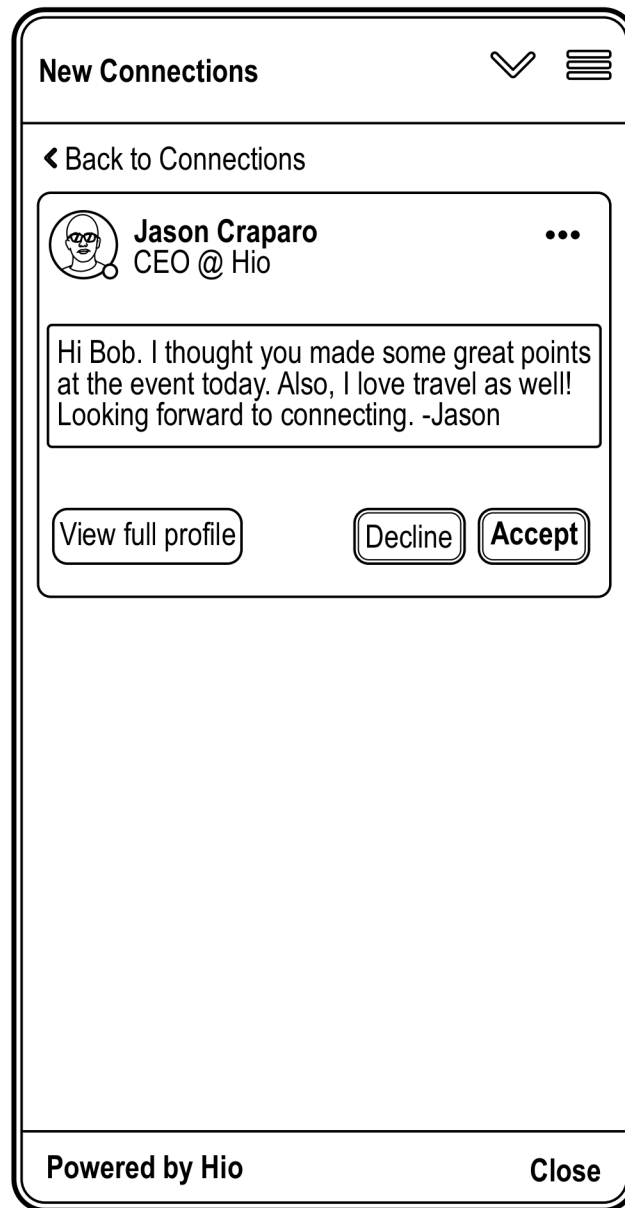 New Connections
Back to Connections
Jason Craparo
CEO @ Hio
Hi Bob. I thought you made some great points
at the event today. Also, I love travel as well!
Looking forward to connecting. -Jason
View full profile
Decline
Accept
Powered by Hio
Close